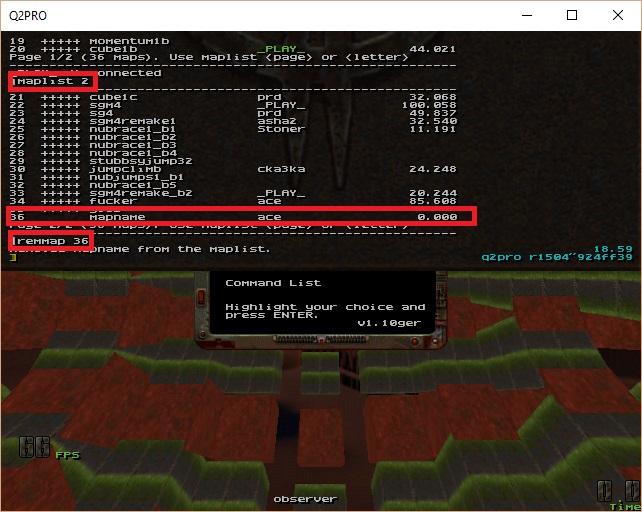 Q2PRO
19 +++++ momentum1b
20 +++++ cube1b _PLAY_ 44.021
Page 1/2 (36 maps). Use maplist (page) or (letter)
connected
]maplist 2
21 +++++ cube1c prd 32.068
22 +++++ sgm4 _PLAY_ 100.058
23 +++++ sg4 prd 49.837
24 +++++ sgm4remake1 asha2 32.540
25 +++++ nubrace1_b1 Stoner 11.191
26 +++++ nubrace1_b2
27 +++++ nubrace1_b3
28 +++++ nubrace1_b4
29 +++++ stubbsyjump32
30 +++++ jumpclimb cka3ka 24.248
31 +++++ nubjumps1_b1
32 +++++ nubrace1_b5
33 +++++ sgm4remake_b2 _PLAY_ 20.244
34 +++++ fucker ace 85.608
36 Mapname ace 0.000
Page 2/2 (36 maps). Use maplist (page) or (letter)
]remmap 36
Mapname from the maplist.
]
18.59
q2pro r1504~924ff39
Command List
Highlight your choice and
press ENTER.
v1.10ger
66 FPS
observer
0.0
Time